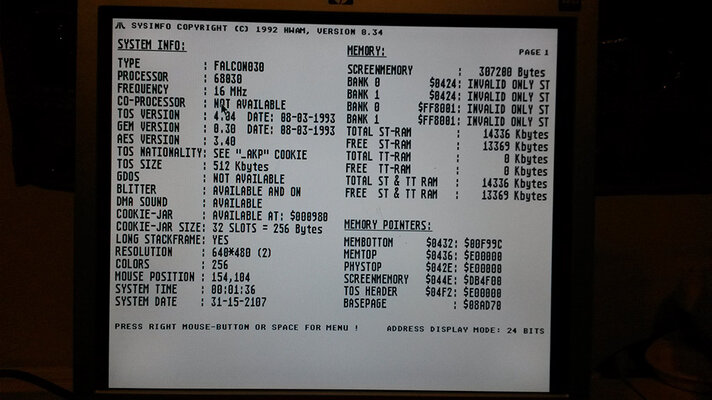 SYSINFO COPYRIGHT (C) 1992 HWAM, VERSION 0.34
SYSTEM INFO:
TYPE : FALCON030
PROCESSOR : 68030
FREQUENCY : 16 MHz
CO-PROCESSOR : NOT AVAILABLE
TOS VERSION : 4.04 DATE: 08-03-1993
GEM VERSION : 0.30 DATE: 08-03-1993
AES VERSION : 3.40
TOS NATIONALITY: SEE "_AKP" COOKIE
TOS SIZE : 512 Kbytes
GDOS : NOT AVAILABLE
BLITTER : AVAILABLE AND ON
DMA SOUND : AVAILABLE
COOKIE-JAR : AVAILABLE AT: $000980
COOKIE-JAR SIZE: 32 SLOTS = 256 Bytes
LONG STACKFRAME: YES
RESOLUTION : 640*480 (2)
COLORS : 256
MOUSE POSITION : 154,104
SYSTEM TIME : 00:01:36
SYSTEM DATE : 31-15-2107
MEMORY: PAGE 1
SCREENMEMORY : 307200 Bytes
BANK 0 $0424: INVALID ONLY ST
BANK 1 $0424: INVALID ONLY ST
BANK 0 $FF8001: INVALID ONLY ST
BANK 1 $FF8001: INVALID ONLY ST
TOTAL ST-RAM : 14336 Kbytes
FREE ST-RAM : 13369 Kbytes
TOTAL TT-RAM : 0 Kbytes
FREE TT-RAM : 0 Kbytes
TOTAL ST & TT RAM : 14336 Kbytes
FREE ST & TT RAM : 13369 Kbytes
MEMORY POINTERS:
MEMBOTTOM $0432: $00F99C
MEMTOP $0436: $E00000
PHYSTOP $042E: $E00000
SCREENMEMORY $044E: $DB4F00
TOS HEADER $04F2: $E00000
BASEPAGE : $08AD70
PRESS RIGHT MOUSE-BUTTON OR SPACE FOR MENU ! ADDRESS DISPLAY MODE: 24 BITS